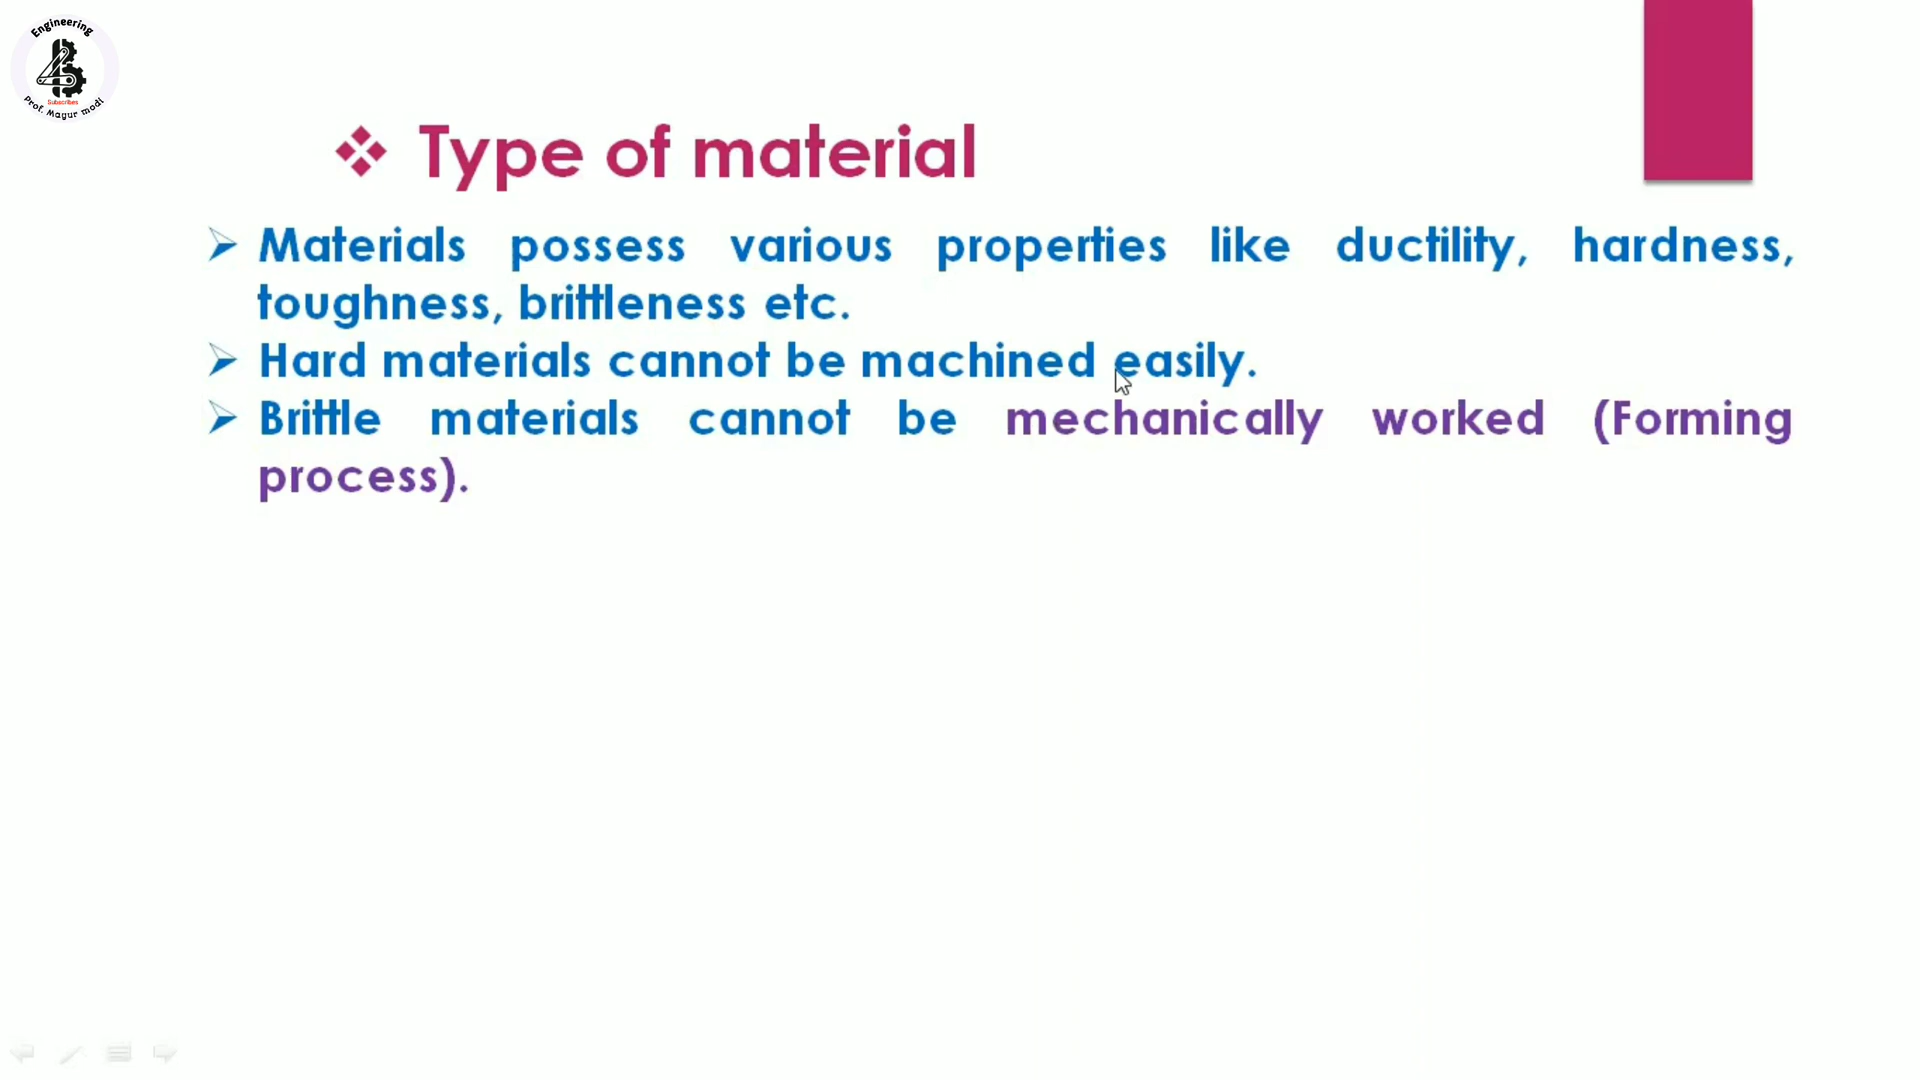 Engineering
Subscribes
Prof. Mayur modi
Type of material
Materials possess various properties like ductility, hardness,
toughness, brittleness etc.
Hard materials cannot be machined easily.
Brittle materials cannot be mechanically worked (Forming
process).